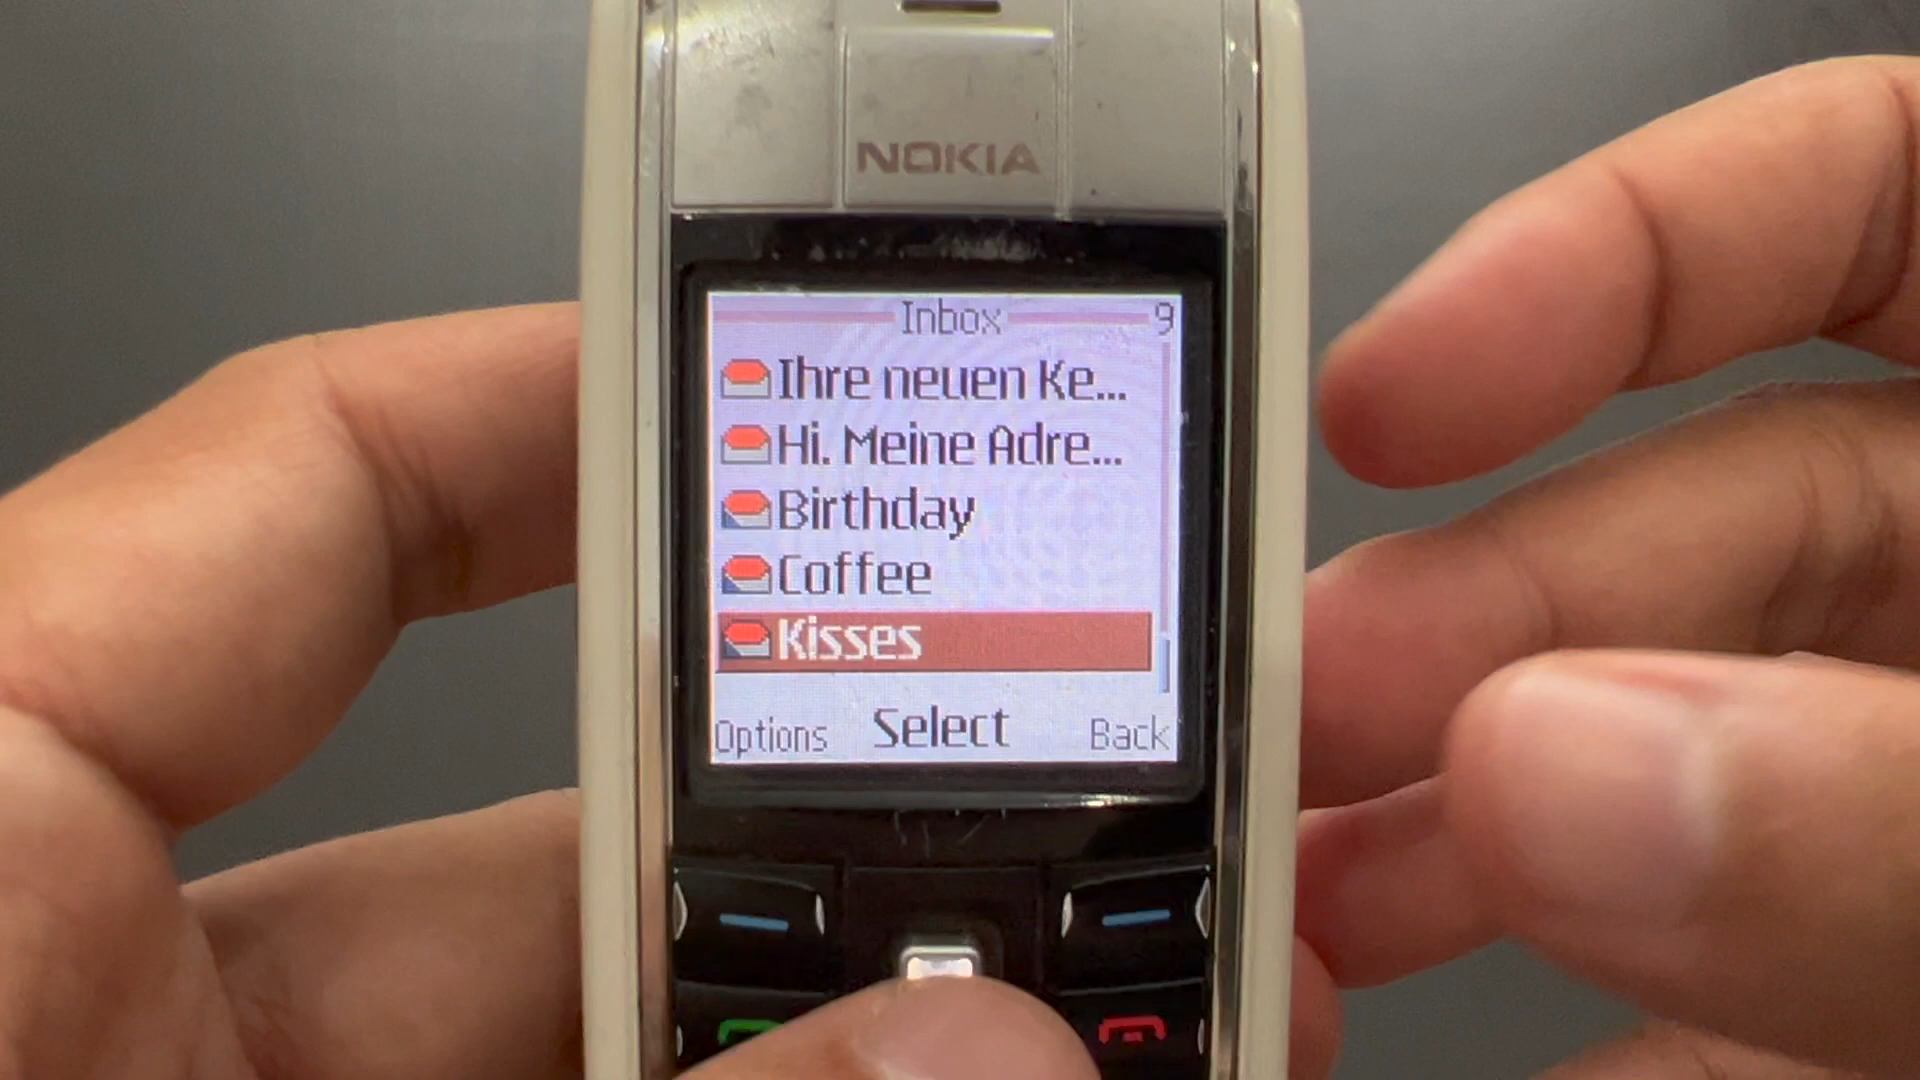 NOKIA
Inbox 9
Ihre neuen Ke...
Hi. Meine Adre...
Birthday
Coffee
Kisses
Options Select Back